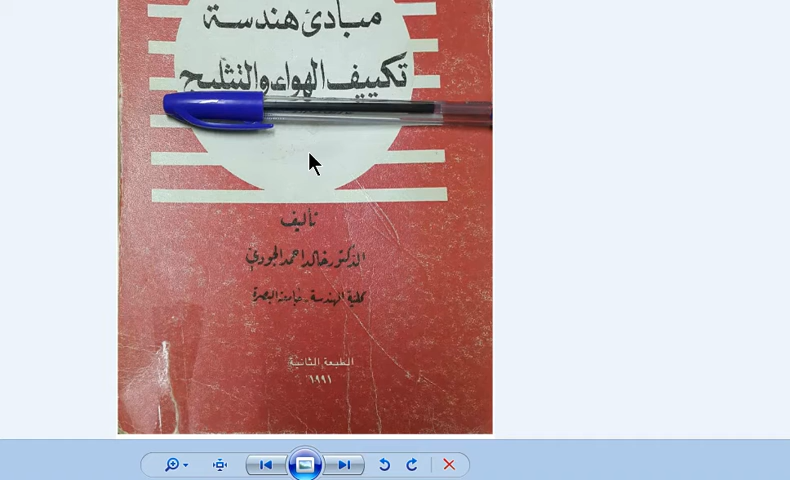 مبادئ هندسة
تكييف الهواء والتثليج
تأليف
الدكتور خالد احمد الجودي
كلية الهندسة - جامعة البصرة
الطبعة الثانية
١٩٩١